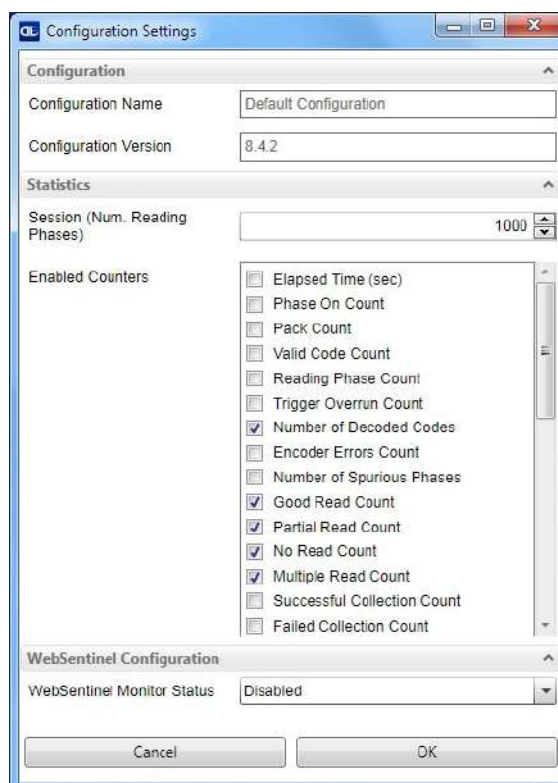 Configuration Settings
Configuration
Configuration Name
Default Configuration
Configuration Version
8.4.2
Statistics
Session (Num. Reading
Phases)
1000
Enabled Counters
Elapsed Time (sec)
Phase On Count
Pack Count
Valid Code Count
Reading Phase Count
Trigger Overrun Count
Number of Decoded Codes
Encoder Errors Count
Number of Spurious Phases
Good Read Count
Partial Read Count
No Read Count
Multiple Read Count
Successful Collection Count
Failed Collection Count
WebSentinel Configuration
WebSentinel Monitor Status
Disabled
Cancel
OK